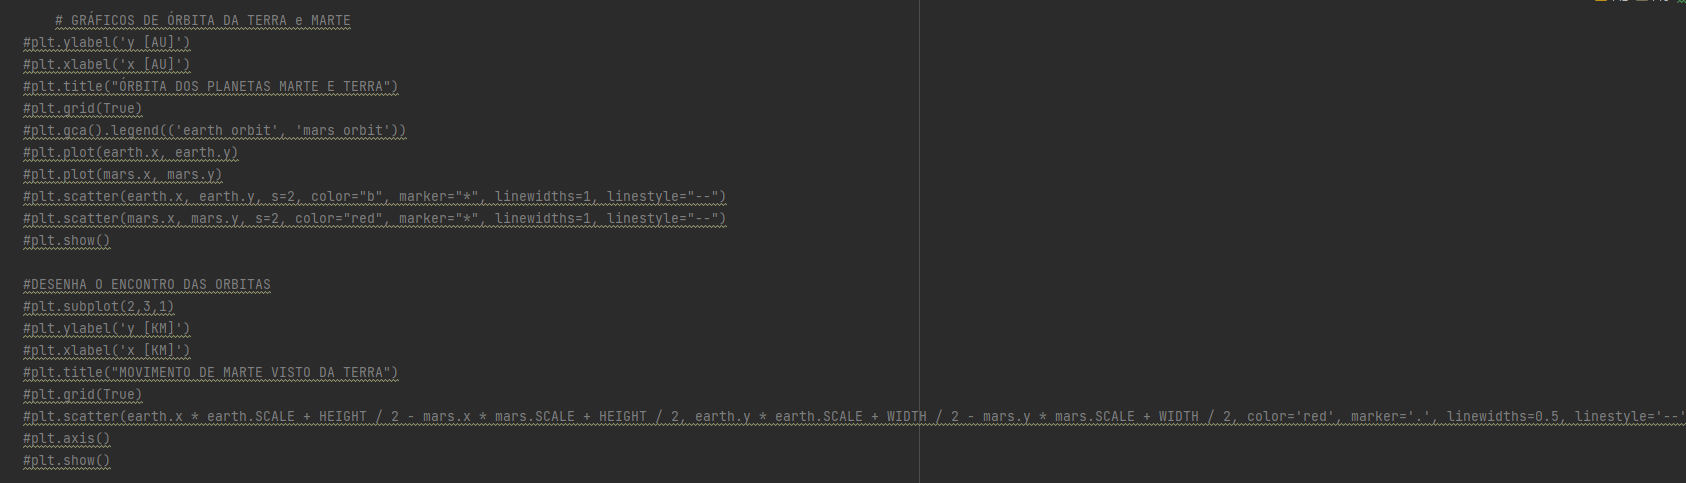 # GRÁFICOS DE ÓRBITA DA TERRA e MARTE
#plt.ylabel('y [AU]')
#plt.xlabel('x [AU]')
#plt.title("ÓRBITA DOS PLANETAS MARTE E TERRA")
#plt.grid(True)
#plt.gca().legend(('earth orbit', 'mars orbit'))
#plt.plot(earth.x, earth.y)
#plt.plot(mars.x, mars.y)
#plt.scatter(earth.x, earth.y, s=2, color="b", marker="*", linewidths=1, linestyle="--")
#plt.scatter(mars.x, mars.y, s=2, color="red", marker="*", linewidths=1, linestyle="--")
#plt.show()
#DESENHA O ENCONTRO DAS ORBITAS
#plt.subplot(2,3,1)
#plt.ylabel('y [KM]')
#plt.xlabel('x [KM]')
#plt.title("MOVIMENTO DE MARTE VISTO DA TERRA")
#plt.grid(True)
#plt.scatter(earth.x * earth.SCALE + HEIGHT / 2 - mars.x * mars.SCALE + HEIGHT / 2, earth.y * earth.SCALE + WIDTH / 2 - mars.y * mars.SCALE + WIDTH / 2, color='red', marker='.', linewidths=0.5, linestyle='--'
#plt.axis()
#plt.show()